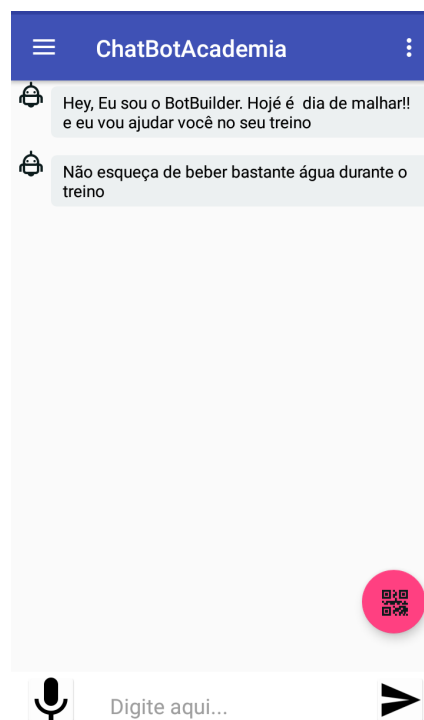 ChatBotAcademia
Hey, Eu sou o BotBuilder. Hojé é  dia de malhar!!
e eu vou ajudar você no seu treino
Não esqueça de beber bastante água durante o
treino
Digite aqui...